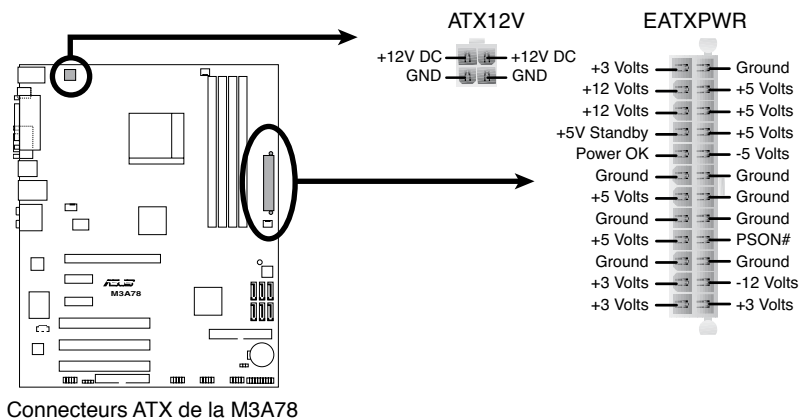 ATX12V
+12V DC +12V DC
GND GND
EATXPWR
+3 Volts Ground
+12 Volts +5 Volts
+12 Volts +5 Volts
+5V Standby +5 Volts
Power OK -5 Volts
Ground Ground
+5 Volts Ground
Ground Ground
+5 Volts PSON#
Ground Ground
+3 Volts -12 Volts
+3 Volts +3 Volts
ASUS
M3A78
Connecteurs ATX de la M3A78